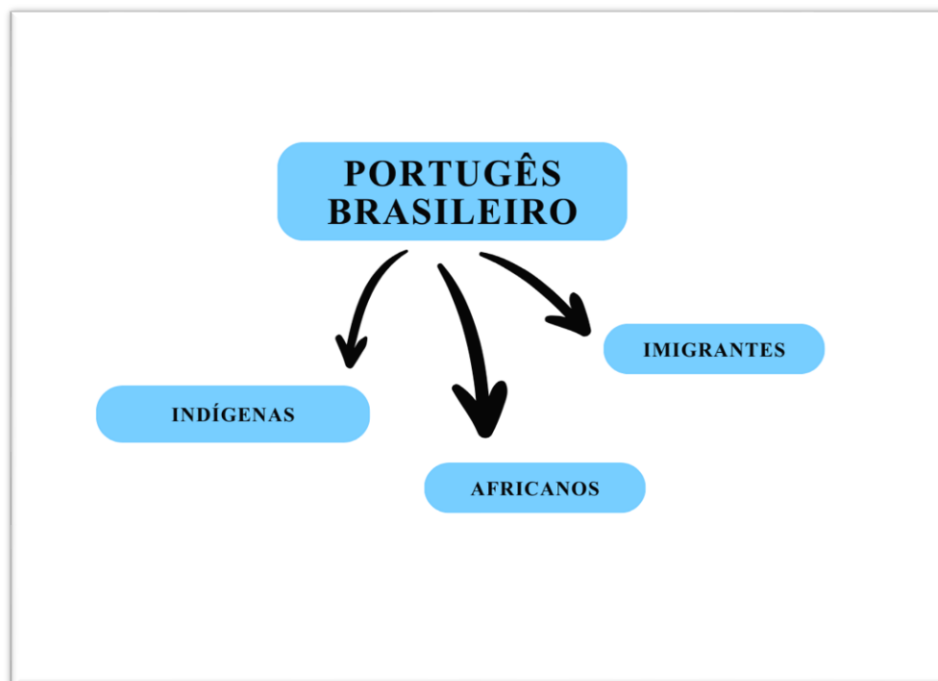 PORTUGÊS
BRASILEIRO
IMIGRANTES
INDÍGENAS
AFRICANOS